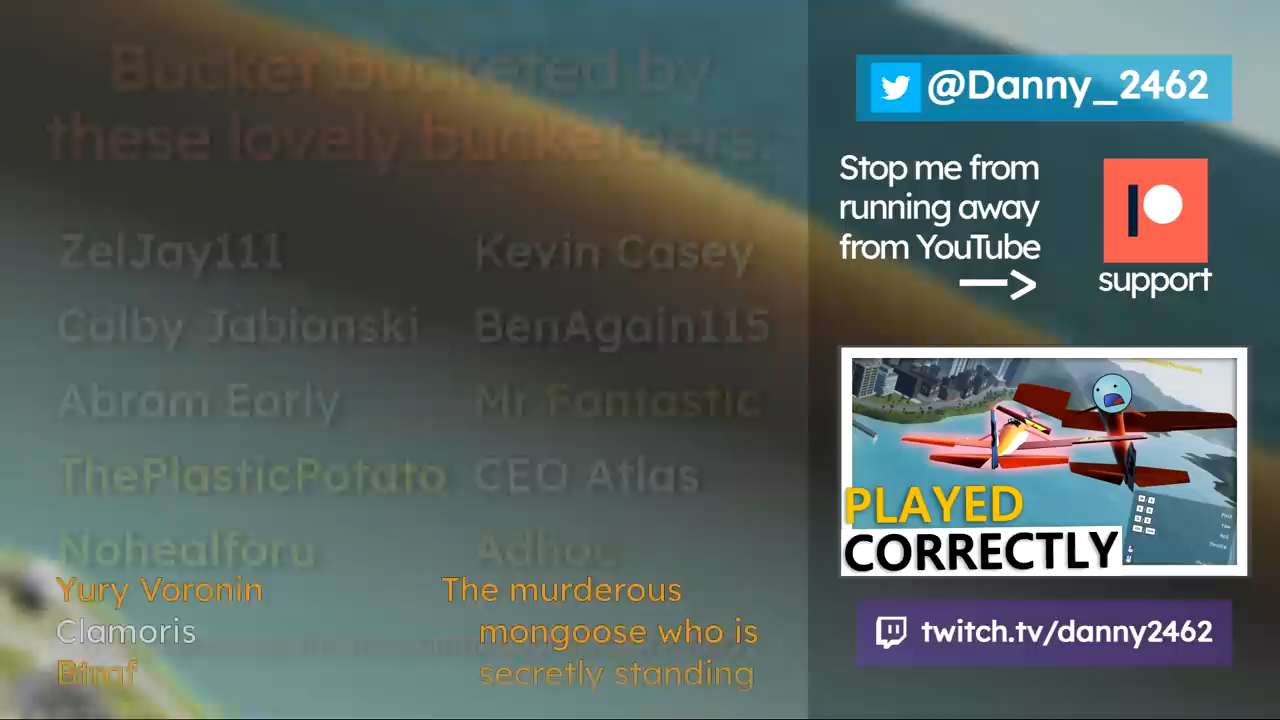 Bucket bucketed by
these lovely bucketeers:
ZelJay111
Kevin Casey
Colby Jablonski
BenAgain115
Abram Early
Mr Fantastic
ThePlasticPotato
CEO Atlas
Nohealforu
Adhoc
Yury Voronin
Clamoris
Btraf
The murderous
mongoose who is
secretly standing
@Danny_2462
Stop me from
running away
from YouTube
support
PLAYED
CORRECTLY
twitch.tv/danny2462